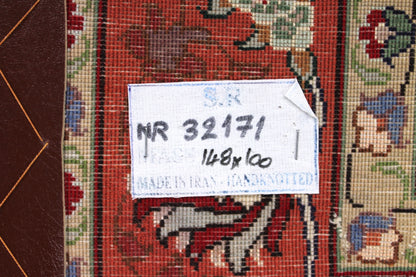 S.R
NR 32171
148x100
MADE IN IRAN - HANDKNOTTED